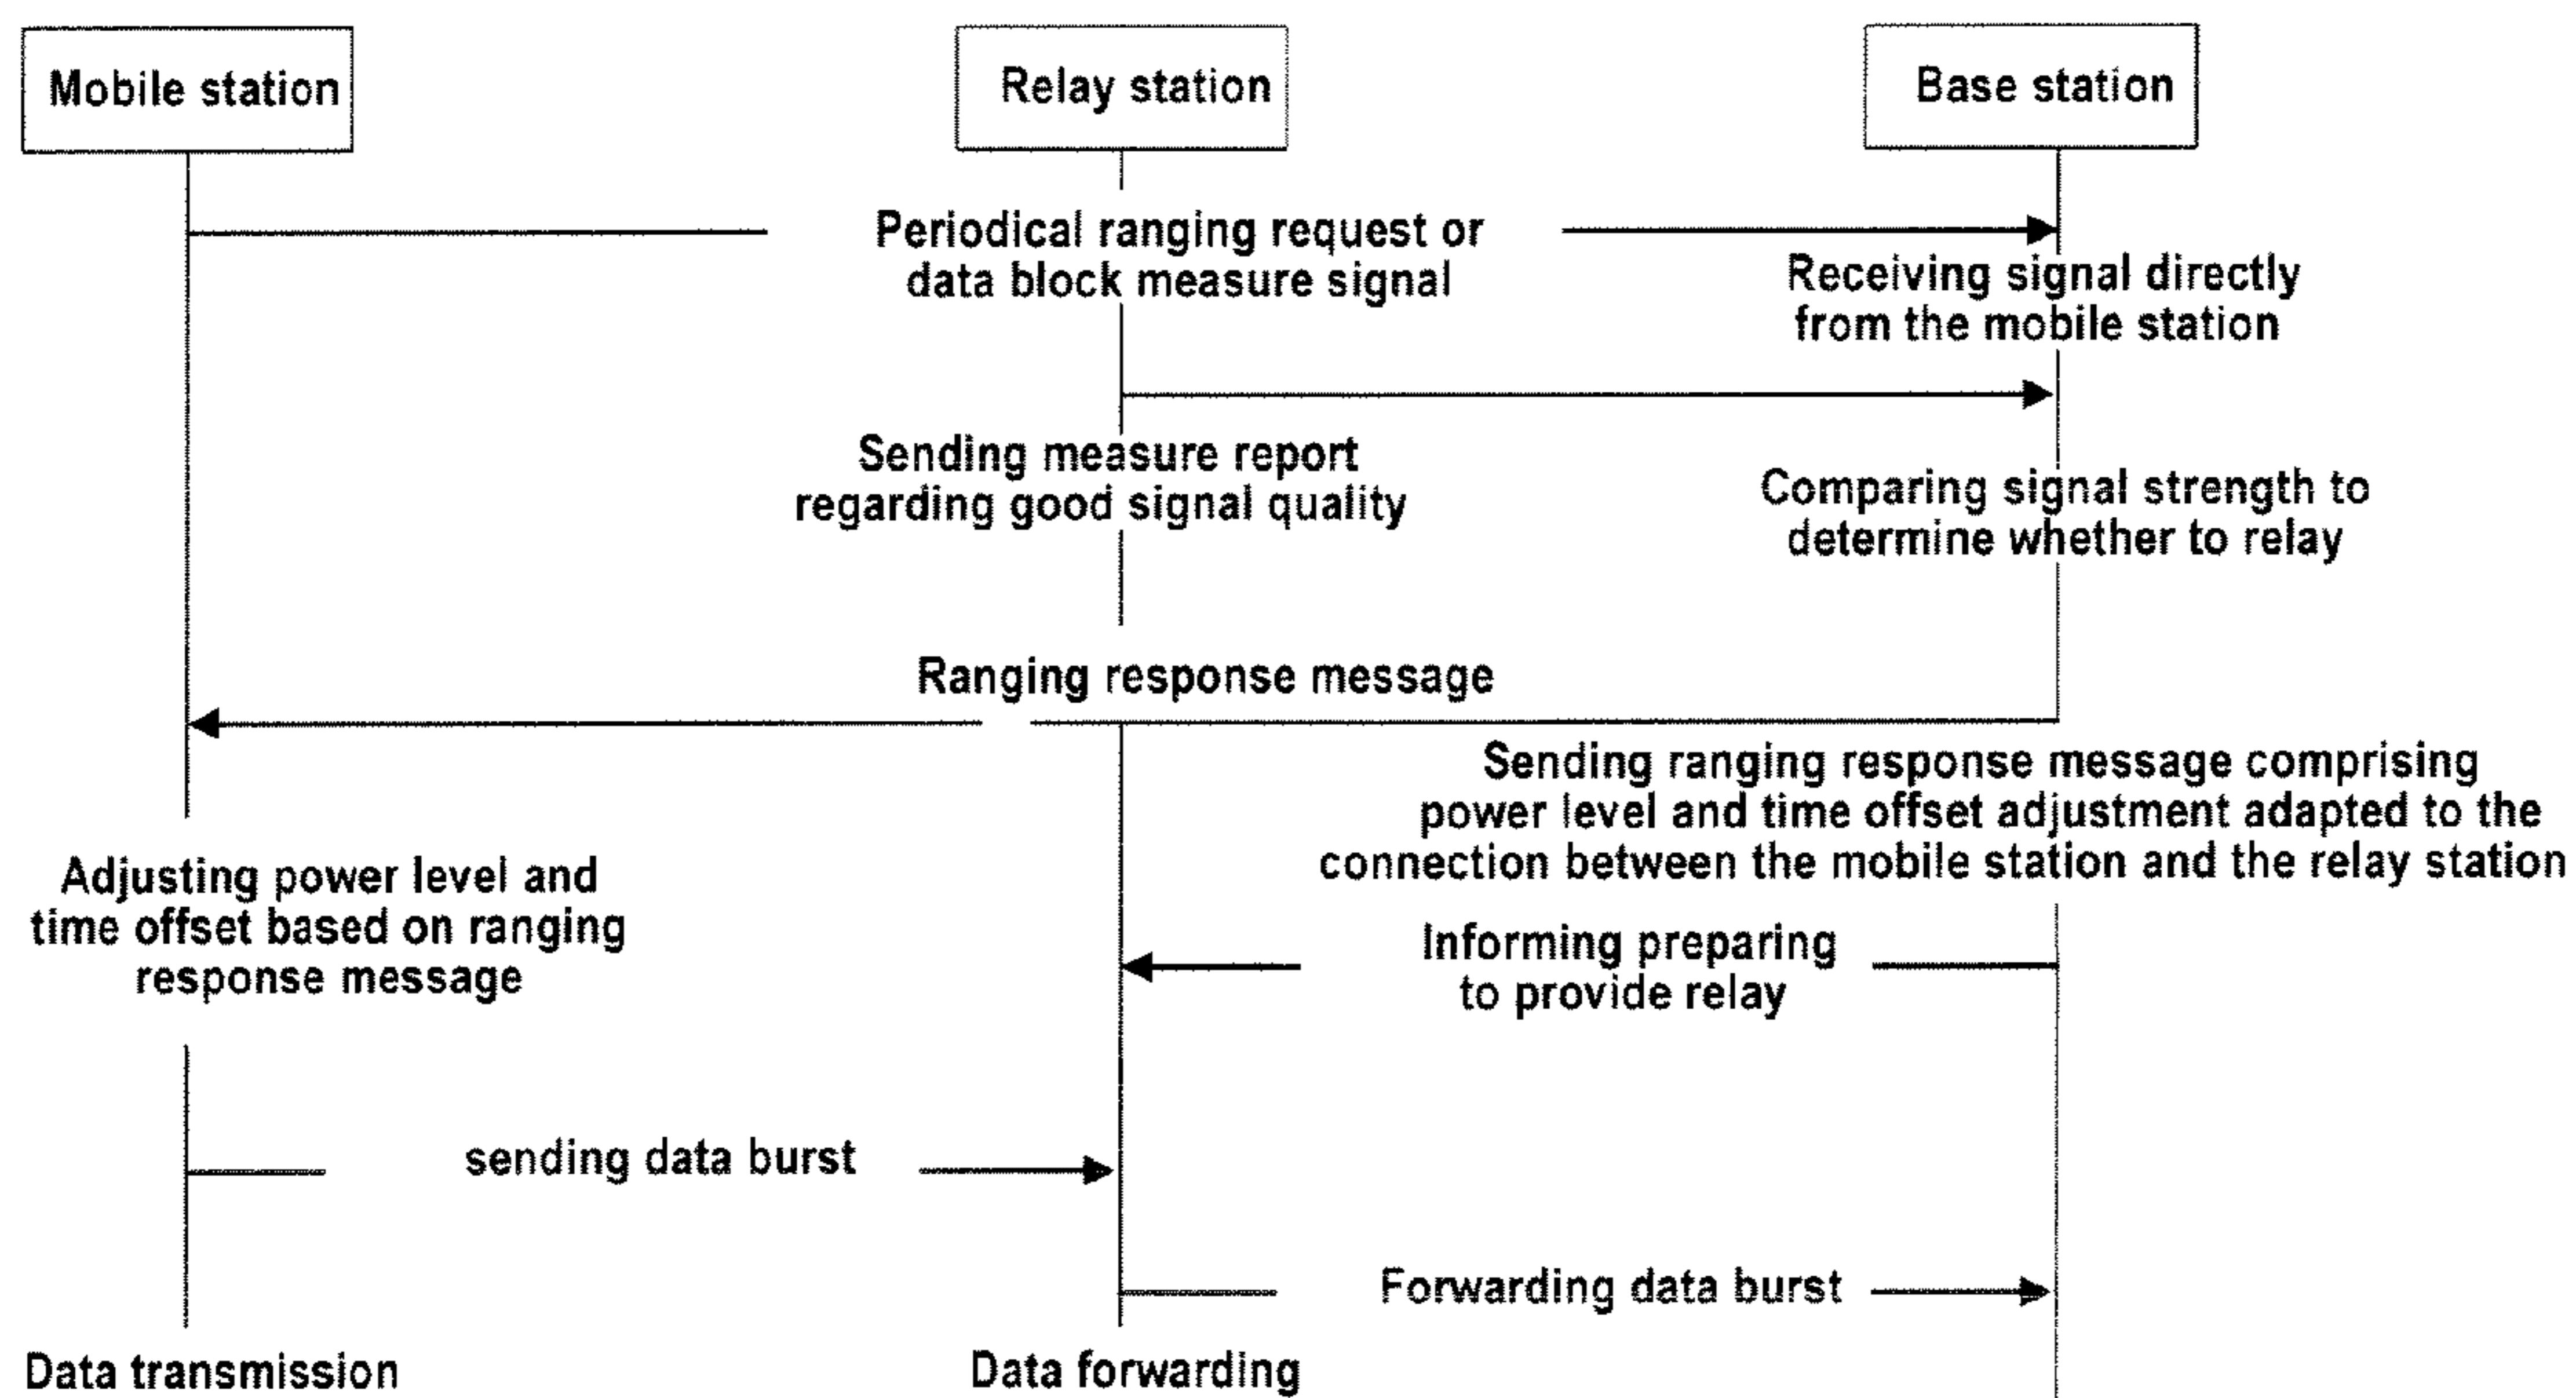 Mobile station
Relay station
Base station
Periodical ranging request or
data block measure signal
Receiving signal directly
from the mobile station
Sending measure report
regarding good signal quality
Comparing signal strength to
determine whether to relay
Ranging response message
Sending ranging response message comprising
power level and time offset adjustment adapted to the
connection between the mobile station and the relay station
Adjusting power level and
time offset based on ranging
response message
Informing preparing
to provide relay
sending data burst
Forwarding data burst
Data transmission
Data forwarding